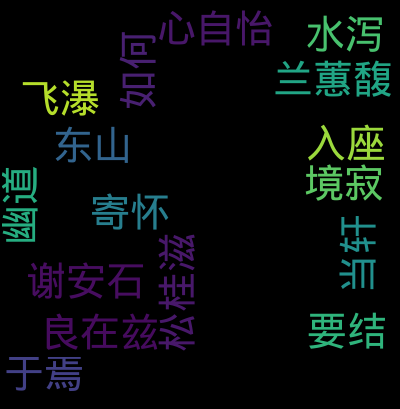 心自怡
水泻
如何
兰蕙馥
飞瀑
东山
入座
境寂
幽道
寄怀
当轩
谢安石
松桂滋
良在兹
要结
于焉